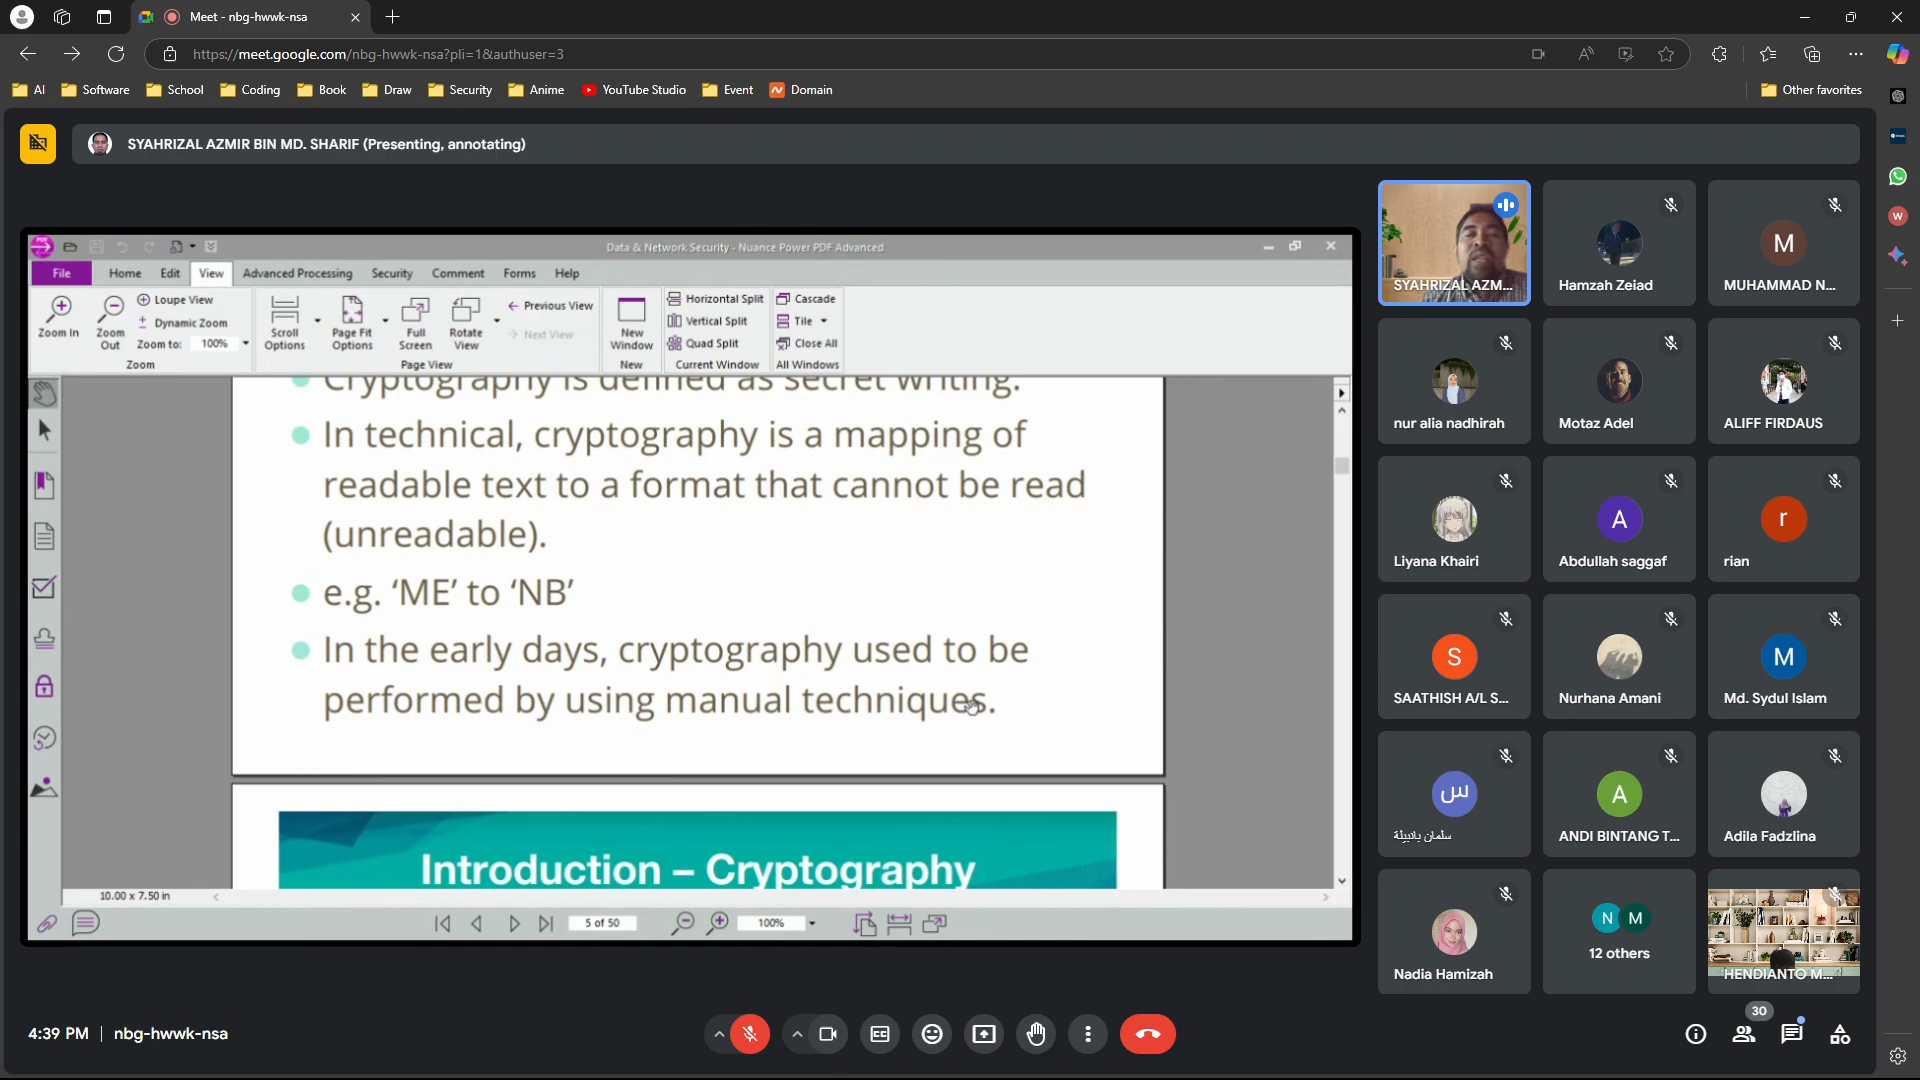 Meet - nbg-hwwk-nsa
https://meet.google.com/nbg-hwwk-nsa?pli=1&authuser=3
AI Software School Coding Book Draw Security Anime YouTube Studio Event Domain Other favorites
SYAHRIZAL AZMIR BIN MD. SHARIF (Presenting, annotating)
Data & Network Security - Nuance Power PDF Advanced
File Home Edit View Advanced Processing Security Comment Forms Help
Zoom In
Zoom Out
Loupe View
Dynamic Zoom
Zoom to: 100%
Zoom
Scroll Options
Page Fit Options
Full Screen
Rotate View
Previous View
Next View
Page View
New Window
New
Horizontal Split
Vertical Split
Quad Split
Current Window
Cascade
Tile
Close All
All Windows
Cryptography is defined as secret writing.
In technical, cryptography is a mapping of
readable text to a format that cannot be read
(unreadable).
e.g. ‘ME’ to ‘NB’
In the early days, cryptography used to be
performed by using manual techniques.
Introduction – Cryptography
10.00 x 7.50 in
5 of 50
100%
SYAHRIZAL AZM...
Hamzah Zeiad
M
MUHAMMAD N...
nur alia nadhirah
Motaz Adel
ALIFF FIRDAUS
Liyana Khairi
A
Abdullah saggaf
r
rian
S
SAATHISH A/L S...
Nurhana Amani
M
Md. Sydul Islam
س
سلمان بانبيلة
A
ANDI BINTANG T...
Adila Fadzlina
Nadia Hamizah
N M
12 others
HENDIANTO M...
4:39 PM | nbg-hwwk-nsa
30